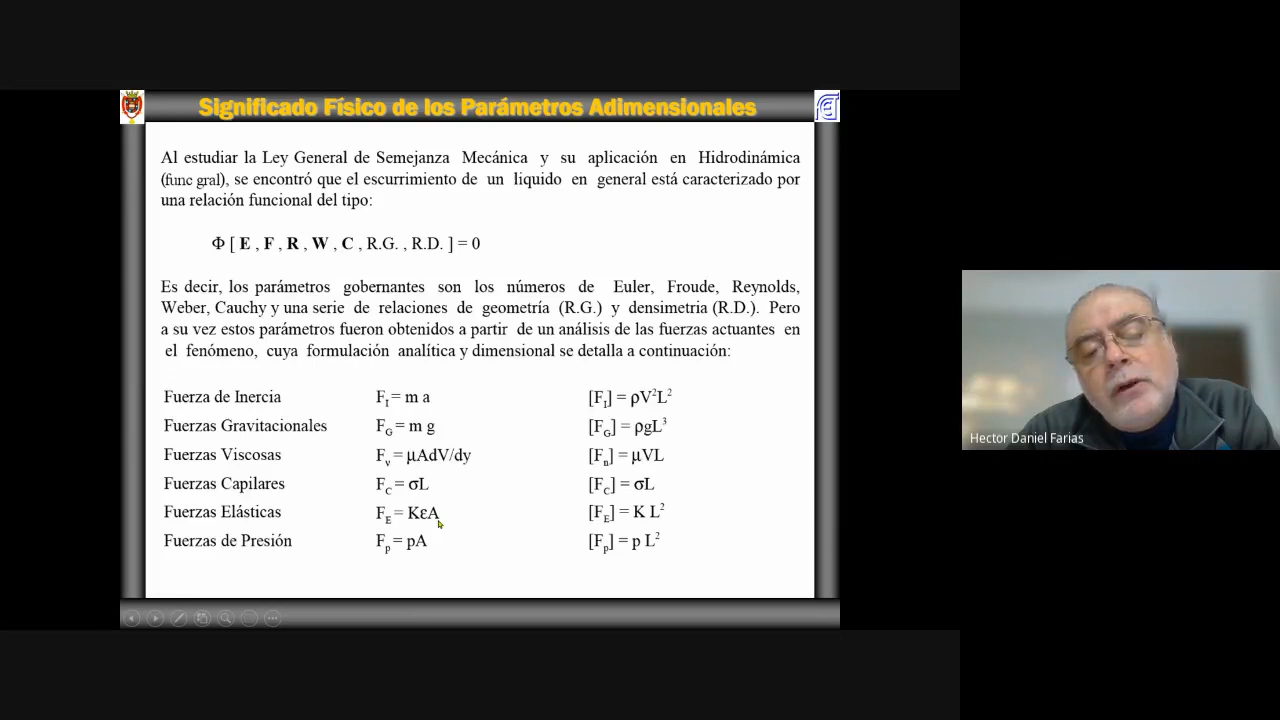 Significado Físico de los Parámetros Adimensionales
Al estudiar la Ley General de Semejanza Mecánica y su aplicación en Hidrodinámica
(func gral), se encontró que el escurrimiento de un liquido en general está caracterizado por
una relación funcional del tipo:
Φ [ E , F , R , W , C , R.G. , R.D. ] = 0
Es decir, los parámetros gobernantes son los números de Euler, Froude, Reynolds,
Weber, Cauchy y una serie de relaciones de geometría (R.G.) y densimetria (R.D.). Pero
a su vez estos parámetros fueron obtenidos a partir de un análisis de las fuerzas actuantes en
el fenómeno, cuya formulación analítica y dimensional se detalla a continuación:
Fuerza de Inercia F_I = m a [F_I] = ρV²L²
Fuerzas Gravitacionales F_G = m g [F_G] = ρgL³
Fuerzas Viscosas F_v = μAdV/dy [F_n] = μVL
Fuerzas Capilares F_C = σL [F_C] = σL
Fuerzas Elásticas F_E = KεA [F_E] = K L²
Fuerzas de Presión F_p = pA [F_p] = p L²
Hector Daniel Farias